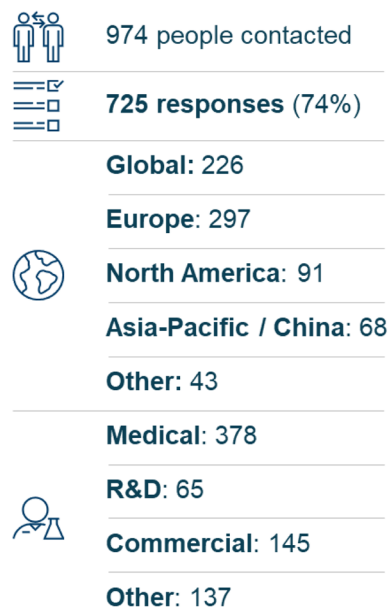 974 people contacted
725 responses (74%)
Global: 226
Europe: 297
North America: 91
Asia-Pacific / China: 68
Other: 43
Medical: 378
R&D: 65
Commercial: 145
Other: 137